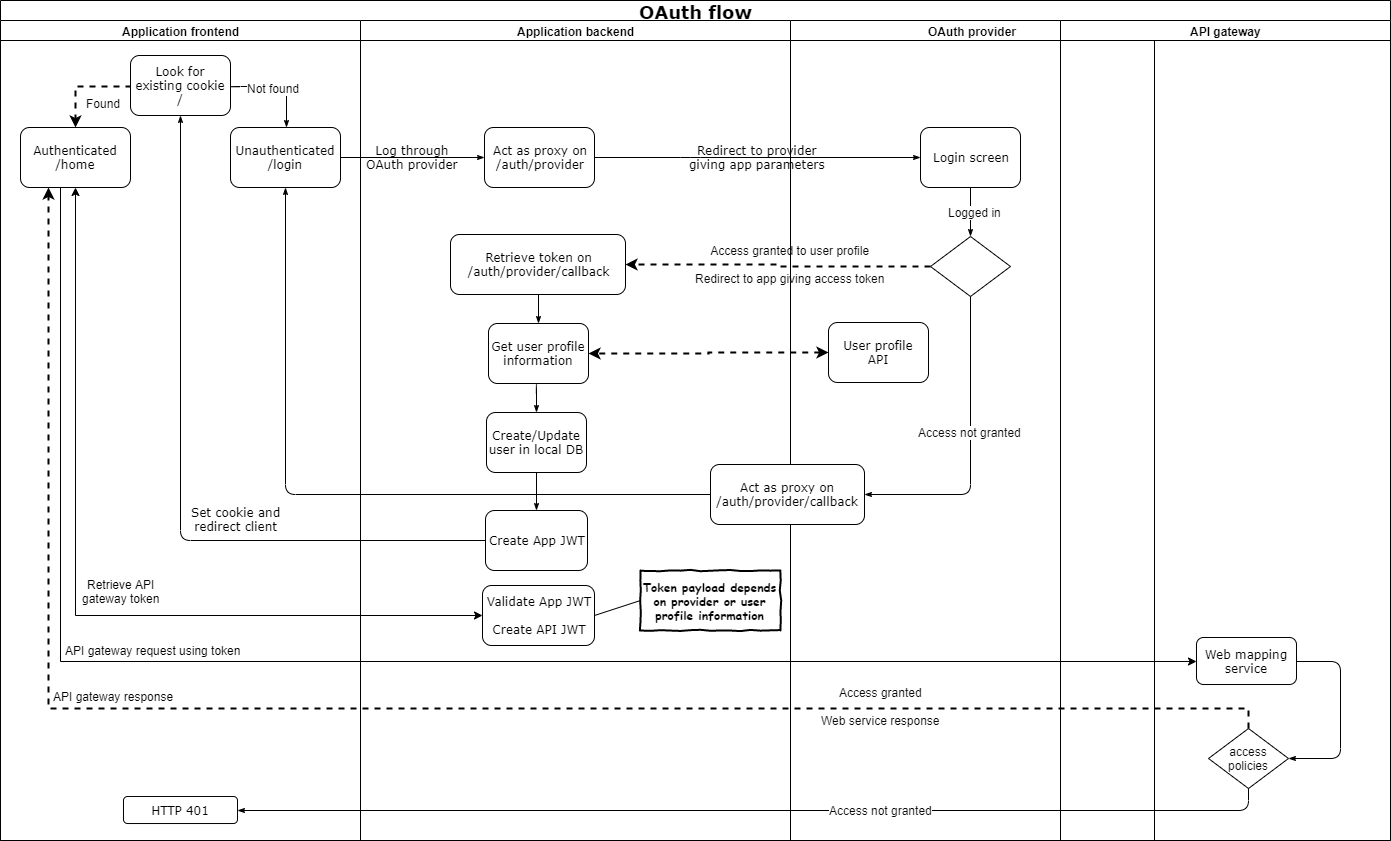 OAuth flow
Application frontend
Application backend
OAuth provider
API gateway
Look for
existing cookie
/
Found
Not found
Authenticated
/home
Unauthenticated
/login
Log through
OAuth provider
Act as proxy on
/auth/provider
Redirect to provider
giving app parameters
Login screen
Logged in
Retrieve token on
/auth/provider/callback
Access granted to user profile
Redirect to app giving access token
Get user profile
information
User profile
API
Create/Update
user in local DB
Access not granted
Act as proxy on
/auth/provider/callback
Set cookie and
redirect client
Create App JWT
Retrieve API
gateway token
Validate App JWT
Create API JWT
Token payload depends
on provider or user
profile information
API gateway request using token
Web mapping
service
API gateway response
Access granted
Web service response
access
policies
HTTP 401
Access not granted